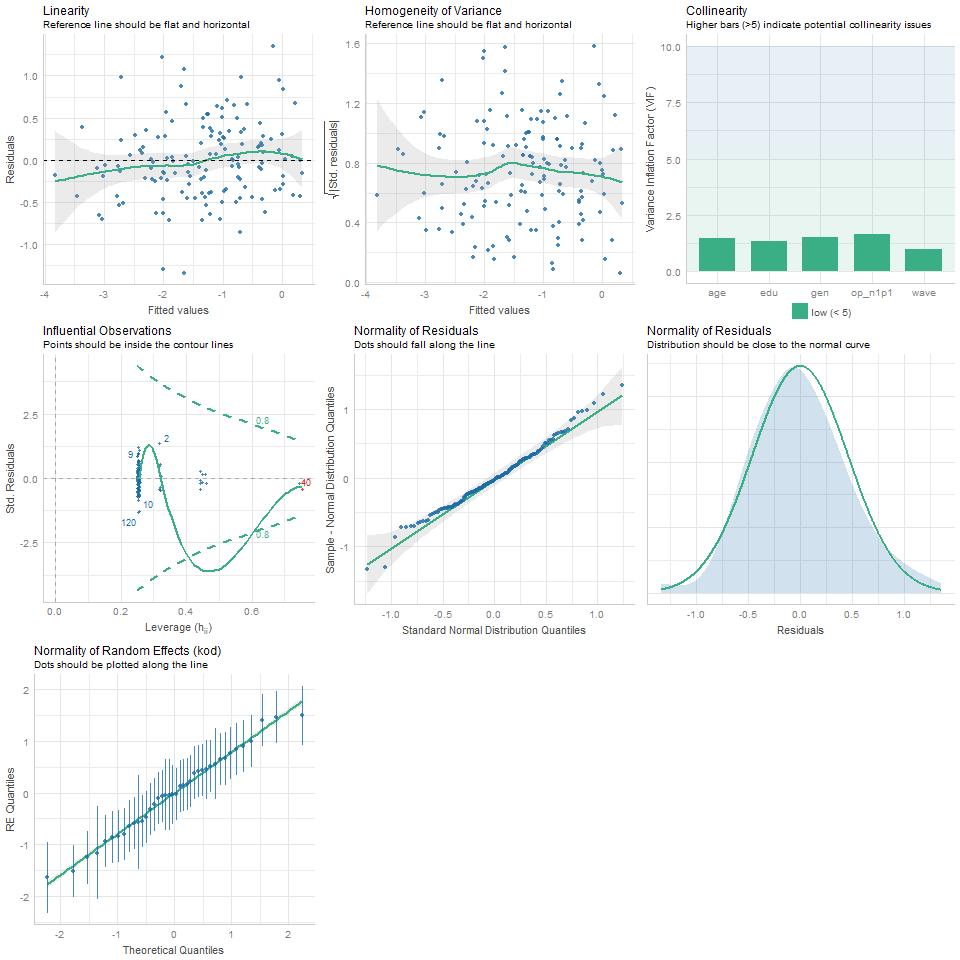 Linearity
Reference line should be flat and horizontal
Residuals
1.0
0.5
0.0
-0.5
-1.0
-4 -3 -2 -1 0
Fitted values
Homogeneity of Variance
Reference line should be flat and horizontal
√|Std. residuals|
1.6
1.2
0.8
0.4
0.0
-4 -3 -2 -1 0
Fitted values
Collinearity
Higher bars (>5) indicate potential collinearity issues
Variance Inflation Factor (VIF)
10.0
7.5
5.0
2.5
0.0
age edu gen op_n1p1 wave
low (< 5)
Influential Observations
Points should be inside the contour lines
Std. Residuals
2.5
0.0
-2.5
0.8
2
9
40
10
120
0.8
0.0 0.2 0.4 0.6
Leverage (hii)
Normality of Residuals
Dots should fall along the line
Sample - Normal Distribution Quantiles
1
0
-1
-1.0 -0.5 0.0 0.5 1.0
Standard Normal Distribution Quantiles
Normality of Residuals
Distribution should be close to the normal curve
-1.0 -0.5 0.0 0.5 1.0
Residuals
Normality of Random Effects (kod)
Dots should be plotted along the line
RE Quantiles
2
1
0
-1
-2
-2 -1 0 1 2
Theoretical Quantiles